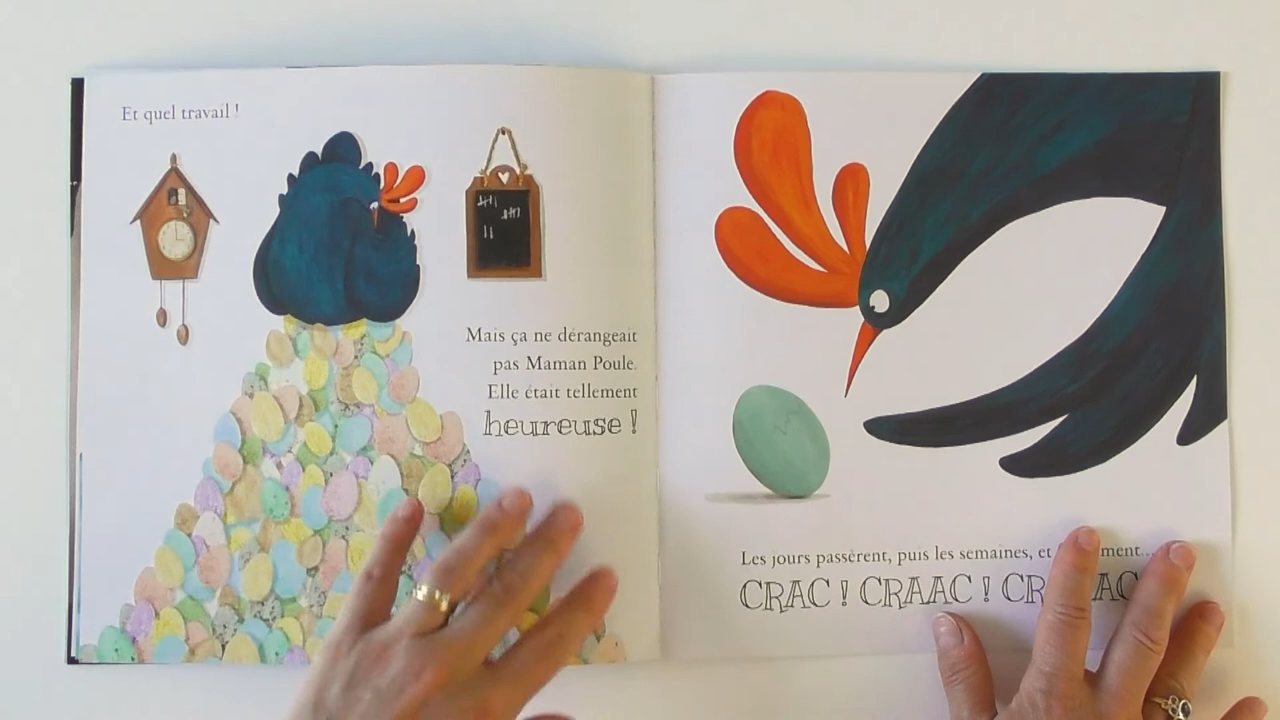 Et quel travail !
Mais ça ne dérangeait
pas Maman Poule.
Elle était tellement
heureuse !
Les jours passèrent, puis les semaines, et
CRAC ! CRAAC !